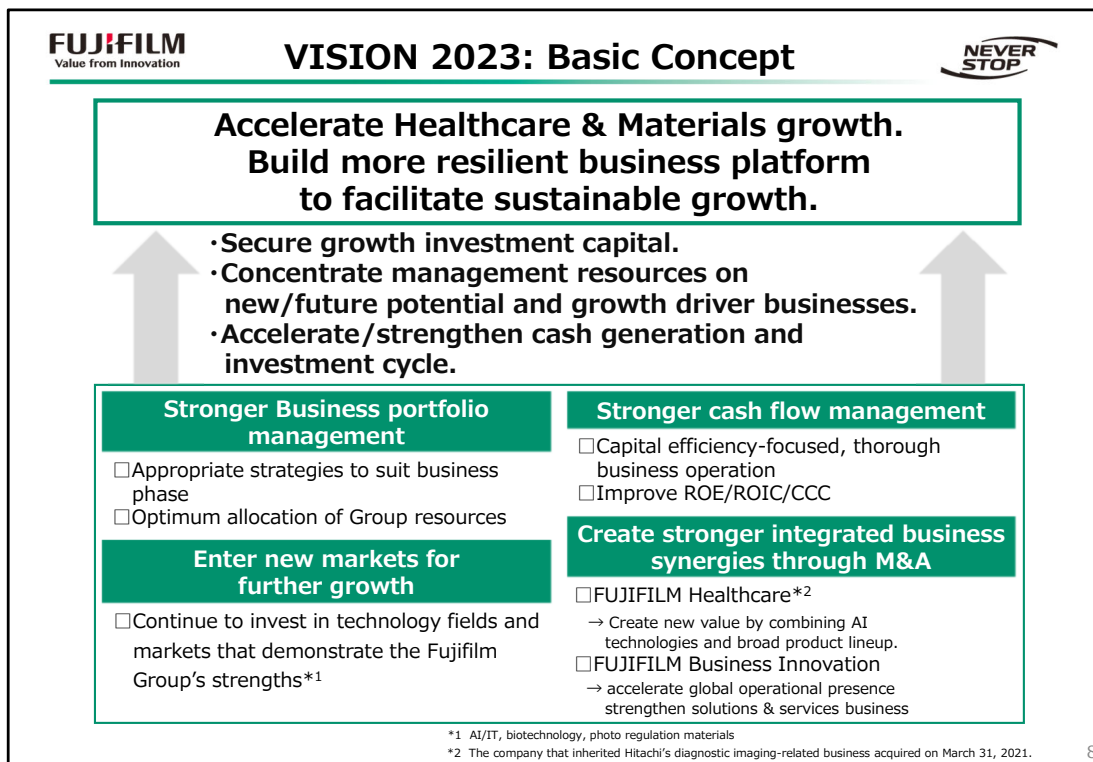 FUJIFILM
Value from Innovation
VISION 2023: Basic Concept
NEVER
STOP
Accelerate Healthcare & Materials growth.
Build more resilient business platform
to facilitate sustainable growth.
・Secure growth investment capital.
・Concentrate management resources on
new/future potential and growth driver businesses.
・Accelerate/strengthen cash generation and
investment cycle.
Stronger Business portfolio
management
□Appropriate strategies to suit business
phase
□Optimum allocation of Group resources
Enter new markets for
further growth
□Continue to invest in technology fields and
markets that demonstrate the Fujifilm
Group's strengths*1
Stronger cash flow management
□Capital efficiency-focused, thorough
business operation
□Improve ROE/ROIC/CCC
Create stronger integrated business
synergies through M&A
□FUJIFILM Healthcare*2
→ Create new value by combining AI
technologies and broad product lineup.
□FUJIFILM Business Innovation
→ accelerate global operational presence
strengthen solutions & services business
*1 AI/IT, biotechnology, photo regulation materials
*2 The company that inherited Hitachi's diagnostic imaging-related business acquired on March 31, 2021.
8